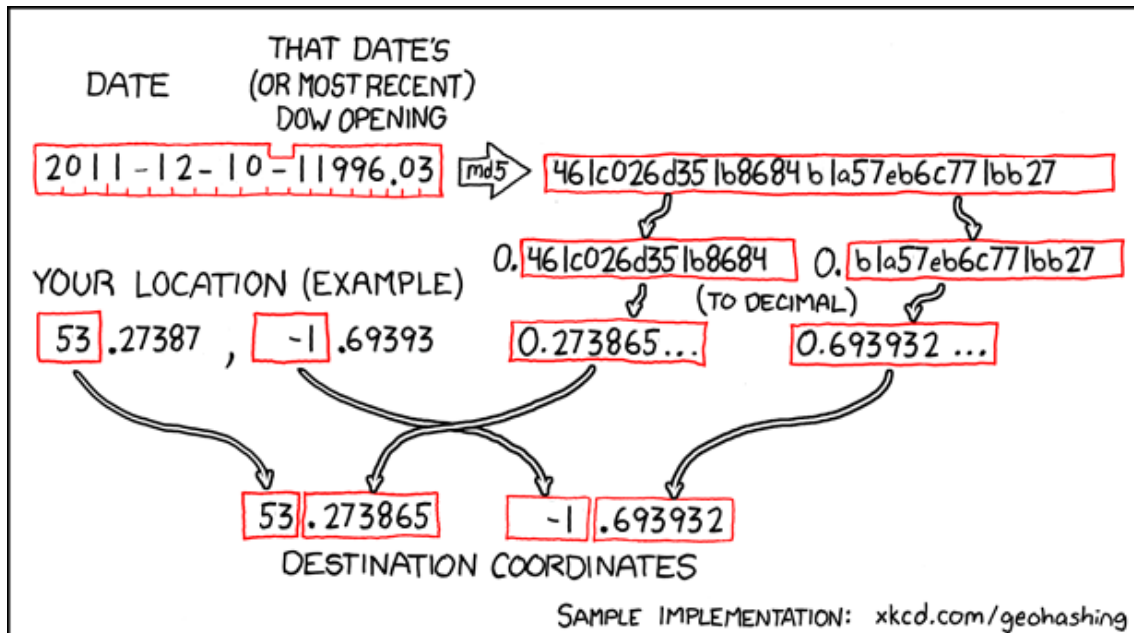 DATE
THAT DATE'S
(OR MOST RECENT)
DOW OPENING
2011-12-10-11996.03
md5
461c026d351b8684b1a57eb6c771bb27
0.461c026d351b8684
0.b1a57eb6c771bb27
(TO DECIMAL)
0.273865...
0.693932...
YOUR LOCATION (EXAMPLE)
53.27387, -1.69393
53.273865
-1.693932
DESTINATION COORDINATES
SAMPLE IMPLEMENTATION: xkcd.com/geohashing